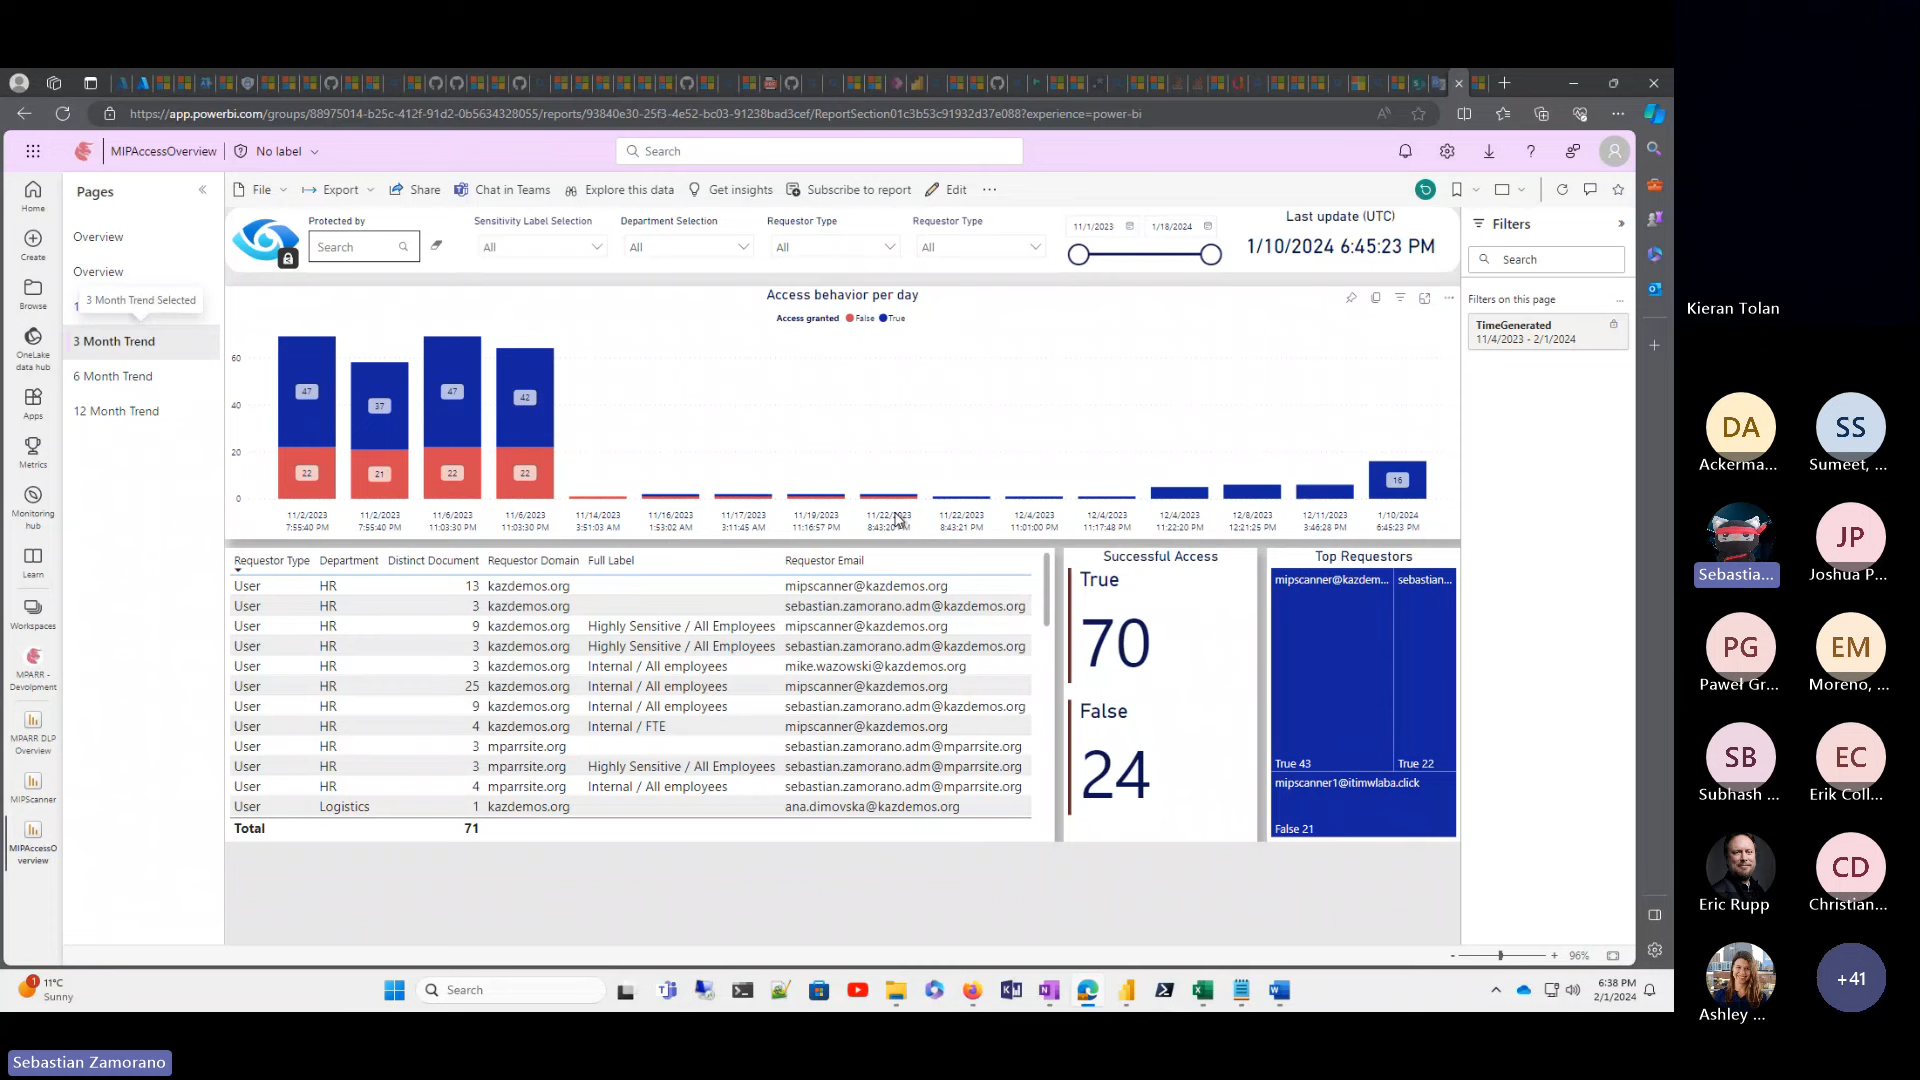 https://app.powerbi.com/groups/88975014-b25c-412f-91d2-0b5634328055/reports/93840e30-25f3-4e52-bc03-91238bad3cef/ReportSection01c3b53c91932d37e088?experience=power-bi
MIPAccessOverview No label Search
Home
Create
Browse
OneLake data hub
Apps
Metrics
Monitoring hub
Learn
Workspaces
MPARR - Devolpment
MPARR DLP Overview
MIPScanner
MIPAccessO verview
Pages
Overview
Overview
3 Month Trend Selected
3 Month Trend
6 Month Trend
12 Month Trend
File Export Share Chat in Teams Explore this data Get insights Subscribe to report Edit ...
Protected by Sensitivity Label Selection Department Selection Requestor Type Requestor Type
Search All All All All
11/1/2023 1/18/2024
Last update (UTC)
1/10/2024 6:45:23 PM
Access behavior per day
Access granted False True
60
40
20
0
47 37 47 42
22 21 22 22 16
11/2/2023 7:55:40 PM
11/2/2023 7:55:40 PM
11/6/2023 11:03:30 PM
11/6/2023 11:03:30 PM
11/14/2023 3:51:03 AM
11/16/2023 1:53:02 AM
11/17/2023 3:11:45 AM
11/19/2023 11:16:57 PM
11/22/2023
11/22/2023 8:43:21 PM
12/4/2023 11:01:00 PM
12/4/2023 11:17:48 PM
12/4/2023 11:22:20 PM
12/8/2023 12:21:25 PM
12/11/2023 3:46:28 PM
1/10/2024 6:45:23 PM
Requestor Type Department Distinct Document Requestor Domain Full Label Requestor Email
User HR 13 kazdemos.org mipscanner@kazdemos.org
User HR 3 kazdemos.org sebastian.zamorano.adm@kazdemos.org
User HR 9 kazdemos.org Highly Sensitive / All Employees mipscanner@kazdemos.org
User HR 3 kazdemos.org Highly Sensitive / All Employees sebastian.zamorano.adm@kazdemos.org
User HR 3 kazdemos.org Internal / All employees mike.wazowski@kazdemos.org
User HR 25 kazdemos.org Internal / All employees mipscanner@kazdemos.org
User HR 9 kazdemos.org Internal / All employees sebastian.zamorano.adm@kazdemos.org
User HR 4 kazdemos.org Internal / FTE mipscanner@kazdemos.org
User HR 3 mparrsite.org sebastian.zamorano.adm@mparrsite.org
User HR 3 mparrsite.org Highly Sensitive / All Employees sebastian.zamorano.adm@mparrsite.org
User HR 4 mparrsite.org Internal / All employees sebastian.zamorano.adm@mparrsite.org
User Logistics 1 kazdemos.org ana.dimovska@kazdemos.org
Total 71
Successful Access
True
70
False
24
Top Requestors
mipscanner@kazdem... sebastian...
True 43 True 22
mipscanner1@itimwlaba.click
False 21
Filters
Search
Filters on this page ...
TimeGenerated
11/4/2023 - 2/1/2024
- + 96%
1
11°C
Sunny
Search
6:38 PM
2/1/2024
Kieran Tolan
DA SS
Ackerma... Sumeet, ...
JP
Sebastia... Joshua P...
PG EM
Paweł Gr... Moreno, ...
SB EC
Subhash ... Erik Coll...
CD
Eric Rupp Christian...
+41
Ashley ...
Sebastian Zamorano